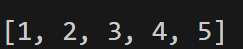 [1, 2, 3, 4, 5]